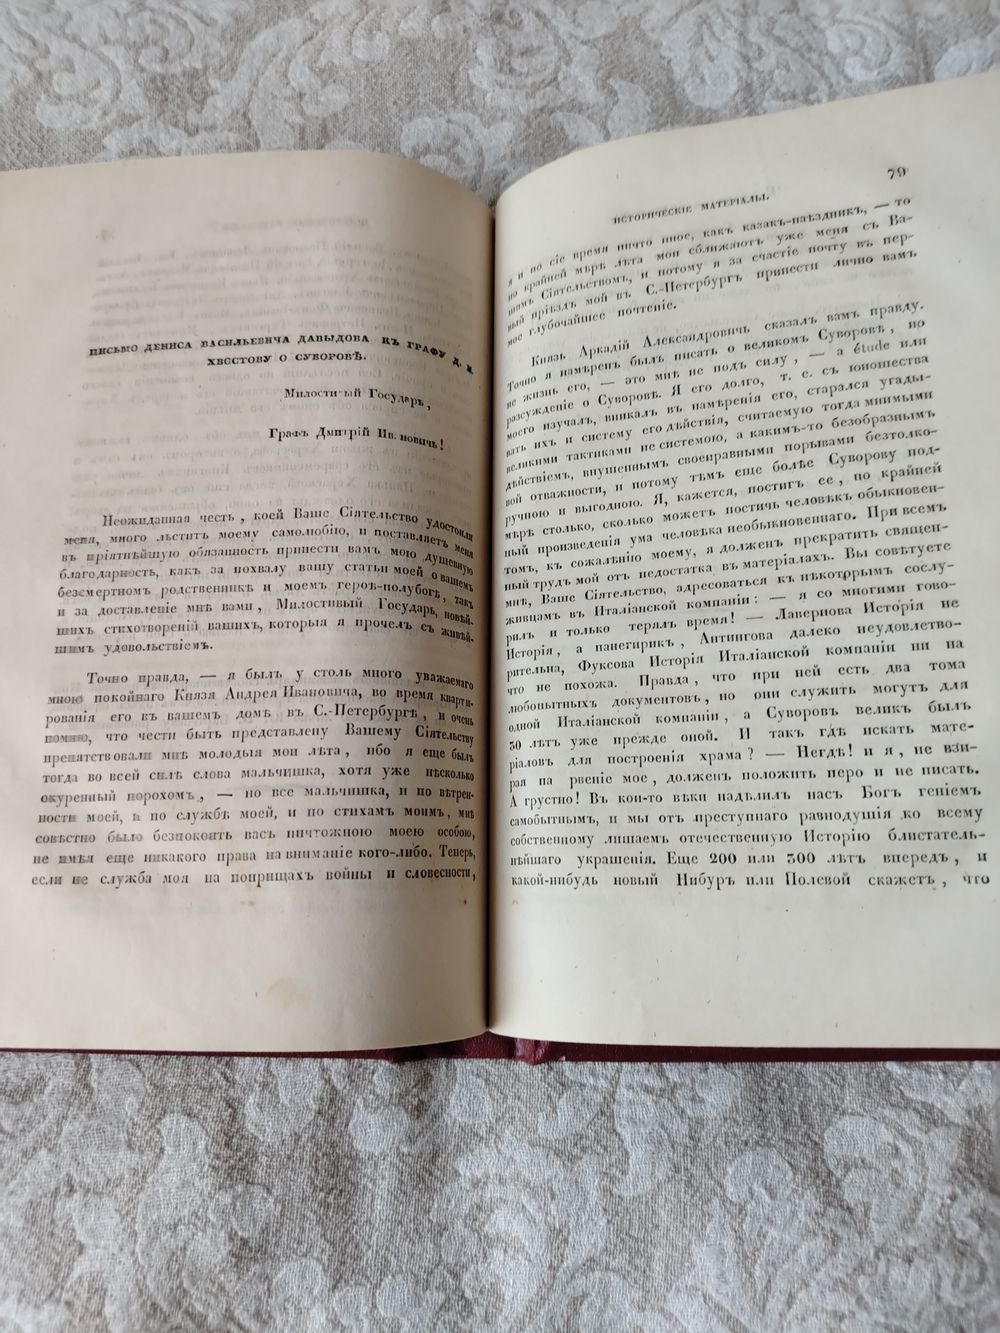 ПИСЬМО ДЕНИСА ВАСИЛЬЕВИЧА ДАВЫДОВА КЪ ГРАФУ Д. И.
ХВОСТОВУ О СУВОРОВѢ.
Милостивый Государь,
Графъ Дмитрій Ивановичь!
Неожиданная честь, коей Ваше Сіятельство удостоили
меня, много льститъ моему самолюбію, и поставляетъ меня
въ пріятнѣйшую обязанность принести вамъ мою душевную
благодарность, какъ за похвалу вашу статьи моей о вашемъ
безсмертномъ родственникѣ и моемъ героѣ-полубогѣ, такъ
и за доставленіе мнѣ вами, Милостивый Государь, новѣй-
шихъ стихотвореній вашихъ, которыя я прочелъ съ живѣй-
шимъ удовольствіемъ.
Точно правда, — я былъ у столь много уважаемаго
мною покойнаго Князя Андрея Ивановича, во время кварти-
рованія его въ вашемъ домѣ въ С.-Петербургѣ, и очень
помню, что чести быть представлену Вашему Сіятельству
препятствовали мнѣ молодыя мои лѣта, ибо я еще былъ
тогда во всей силѣ слова мальчишка, хотя уже нѣсколько
окуренный порохомъ, — но все мальчишка, и по вѣтрен-
ности моей, и по службѣ моей, и по стихамъ моимъ, мнѣ
совѣстно было безпокоить васъ ничтожною моею особою,
не имѣя еще никакого права на вниманіе кого-либо. Теперь,
если не служба моя на поприщахъ войны и словесности,
79
ИСТОРИЧЕСКІЕ МАТЕРІАЛЫ.
я и по сіе время ничто иное, какъ казакъ-наѣздникъ, — то
по крайней мѣрѣ лѣта мои сближаютъ уже меня съ Ва-
шимъ Сіятельствомъ, и потому я за счастіе почту въ пер-
вый пріѣздъ мой въ С.-Петербургъ принести лично вамъ
мое глубочайшее почтеніе.
Князь Аркадій Александровичь сказалъ вамъ правду.
Точно я намѣренъ былъ писать о великомъ Суворовѣ, но
не жизнь его, — это мнѣ не подъ силу, — а étude или
разсужденіе о Суворовѣ. Я его долго, т. е. съ юношества
моего изучалъ, вникалъ въ намѣренія его, старался угады-
вать ихъ и систему его дѣйствія, считаемую тогда мнимыми
великими тактиками не системою, а какимъ-то безобразнымъ
дѣйствіемъ, внушеннымъ своенравными порывами безтолко-
вой отважности, и потому тѣмъ еще болѣе Суворову под-
ручною и выгодною. Я, кажется, постигъ ее, по крайней
мѣрѣ столько, сколько можетъ постичь человѣкъ обыкновен-
ный произведенія ума человѣка необыкновеннаго. При всемъ
томъ, къ сожалѣнію моему, я долженъ прекратить священ-
ный трудъ мой отъ недостатка въ матеріалахъ. Вы совѣтуете
мнѣ, Ваше Сіятельство, адресоваться къ нѣкоторымъ сослу-
живцамъ въ Италіанской компаніи: — я со многими гово-
рилъ и только терялъ время! — Лавернова Исторія не
Исторія, а панегирикъ, Антингова далеко неудовлетво-
рительна, Фуксова Исторія Италіанской компаніи ни на
что не похожа. Правда, что при ней есть два тома
любопытныхъ документовъ, но они служить могутъ для
одной Италіанской компаніи, а Суворовъ великъ былъ
30 лѣтъ уже прежде оной. И такъ гдѣ искать мате-
ріаловъ для построенія храма? — Негдѣ! и я, не взи-
рая на рвеніе мое, долженъ положить перо и не писать.
А грустно! Въ кои-то вѣки надѣлилъ насъ Богъ геніемъ
самобытнымъ, и мы отъ преступнаго равнодушія ко всему
собственному лишаемъ отечественную Исторію блистатель-
нѣйшаго украшенія. Еще 200 или 300 лѣтъ впередъ, и
какой-нибудь новый Нибуръ или Полевой скажетъ, что